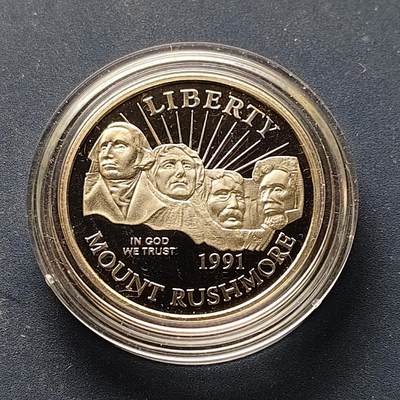 LIBERTY
IN GOD
WE TRUST
1991
MOUNT RUSHMORE